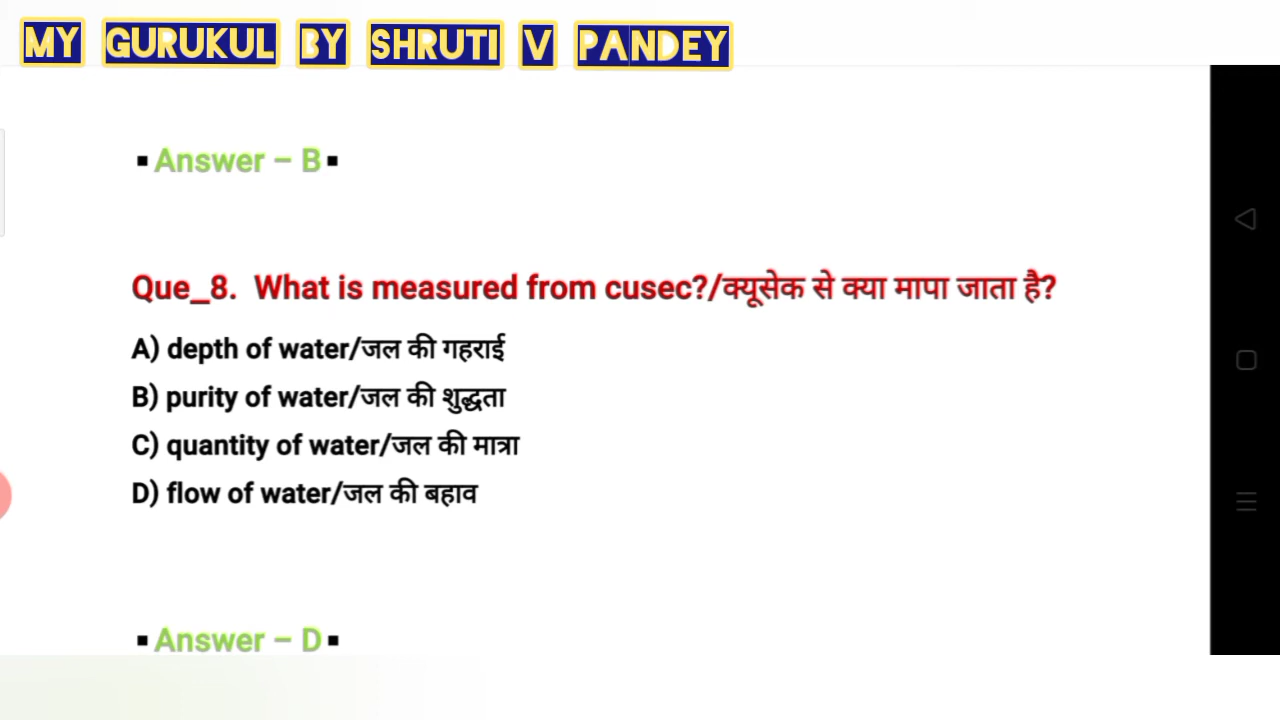 MY GURUKUL BY SHRUTI V PANDEY
▪Answer – B▪
Que_8. What is measured from cusec?/क्यूसेक से क्या मापा जाता है?
A) depth of water/जल की गहराई
B) purity of water/जल की शुद्धता
C) quantity of water/जल की मात्रा
D) flow of water/जल की बहाव
▪Answer – D▪